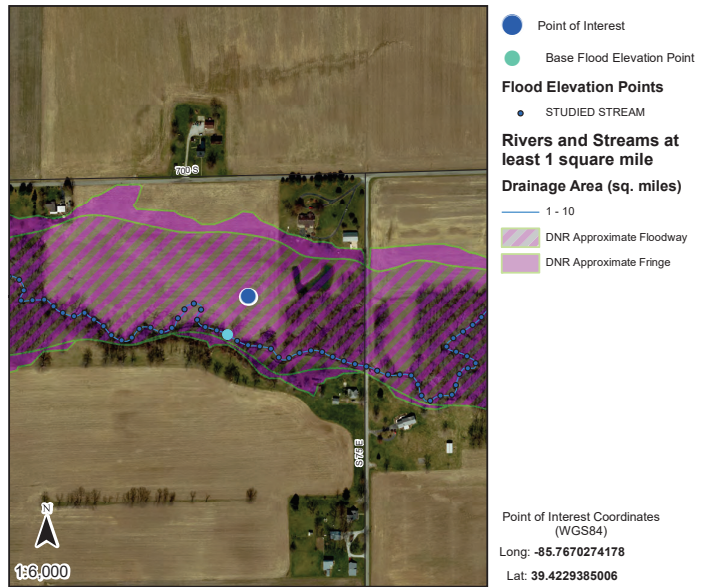 700 S
S 75 E
N
1:6,000
Point of Interest
Base Flood Elevation Point
Flood Elevation Points
STUDIED STREAM
Rivers and Streams at
least 1 square mile
Drainage Area (sq. miles)
1 - 10
DNR Approximate Floodway
DNR Approximate Fringe
Point of Interest Coordinates
(WGS84)
Long: -85.7670274178
Lat: 39.4229385006